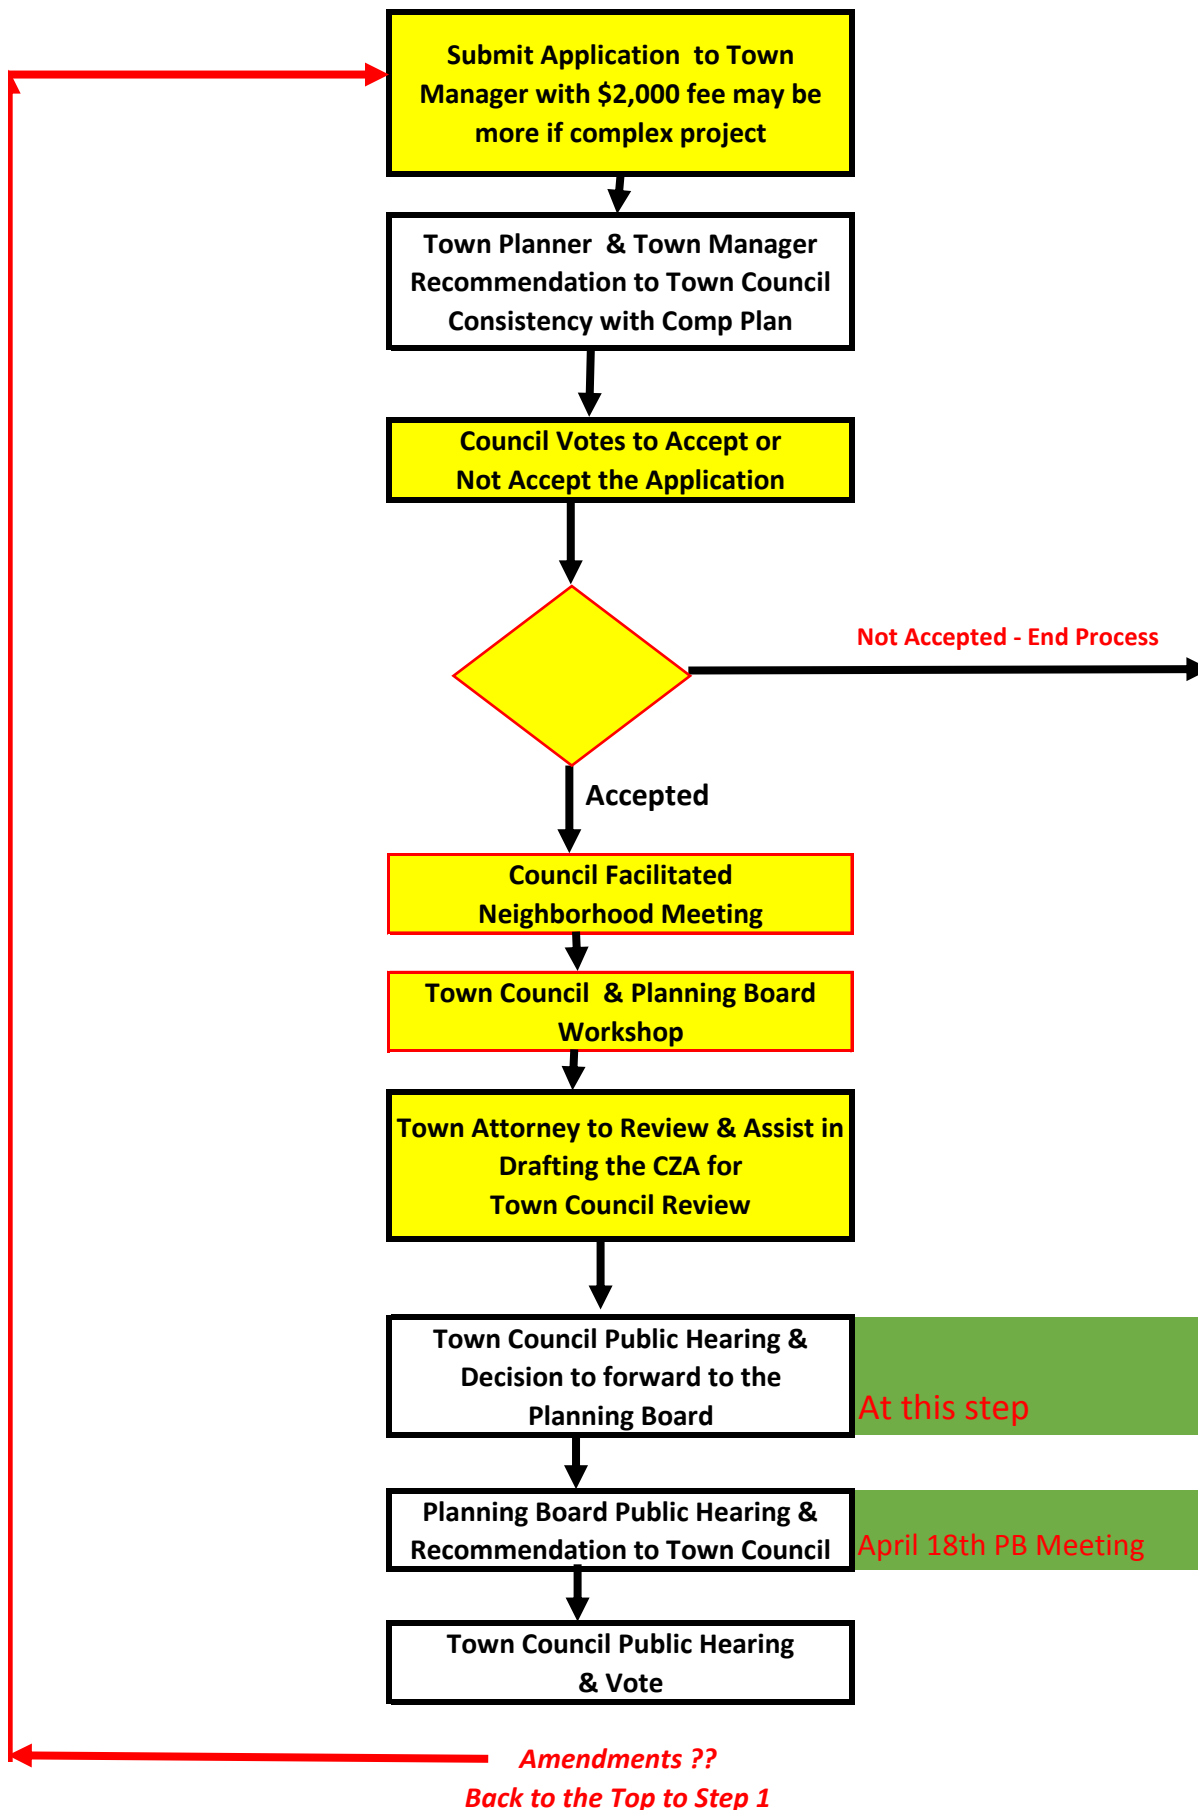 Submit Application to Town
Manager with $2,000 fee may be
more if complex project
Town Planner & Town Manager
Recommendation to Town Council
Consistency with Comp Plan
Council Votes to Accept or
Not Accept the Application
Not Accepted - End Process
Accepted
Council Facilitated
Neighborhood Meeting
Town Council & Planning Board
Workshop
Town Attorney to Review & Assist in
Drafting the CZA for
Town Council Review
Town Council Public Hearing &
Decision to forward to the
Planning Board
At this step
Planning Board Public Hearing &
Recommendation to Town Council
April 18th PB Meeting
Town Council Public Hearing
& Vote
Amendments ??
Back to the Top to Step 1